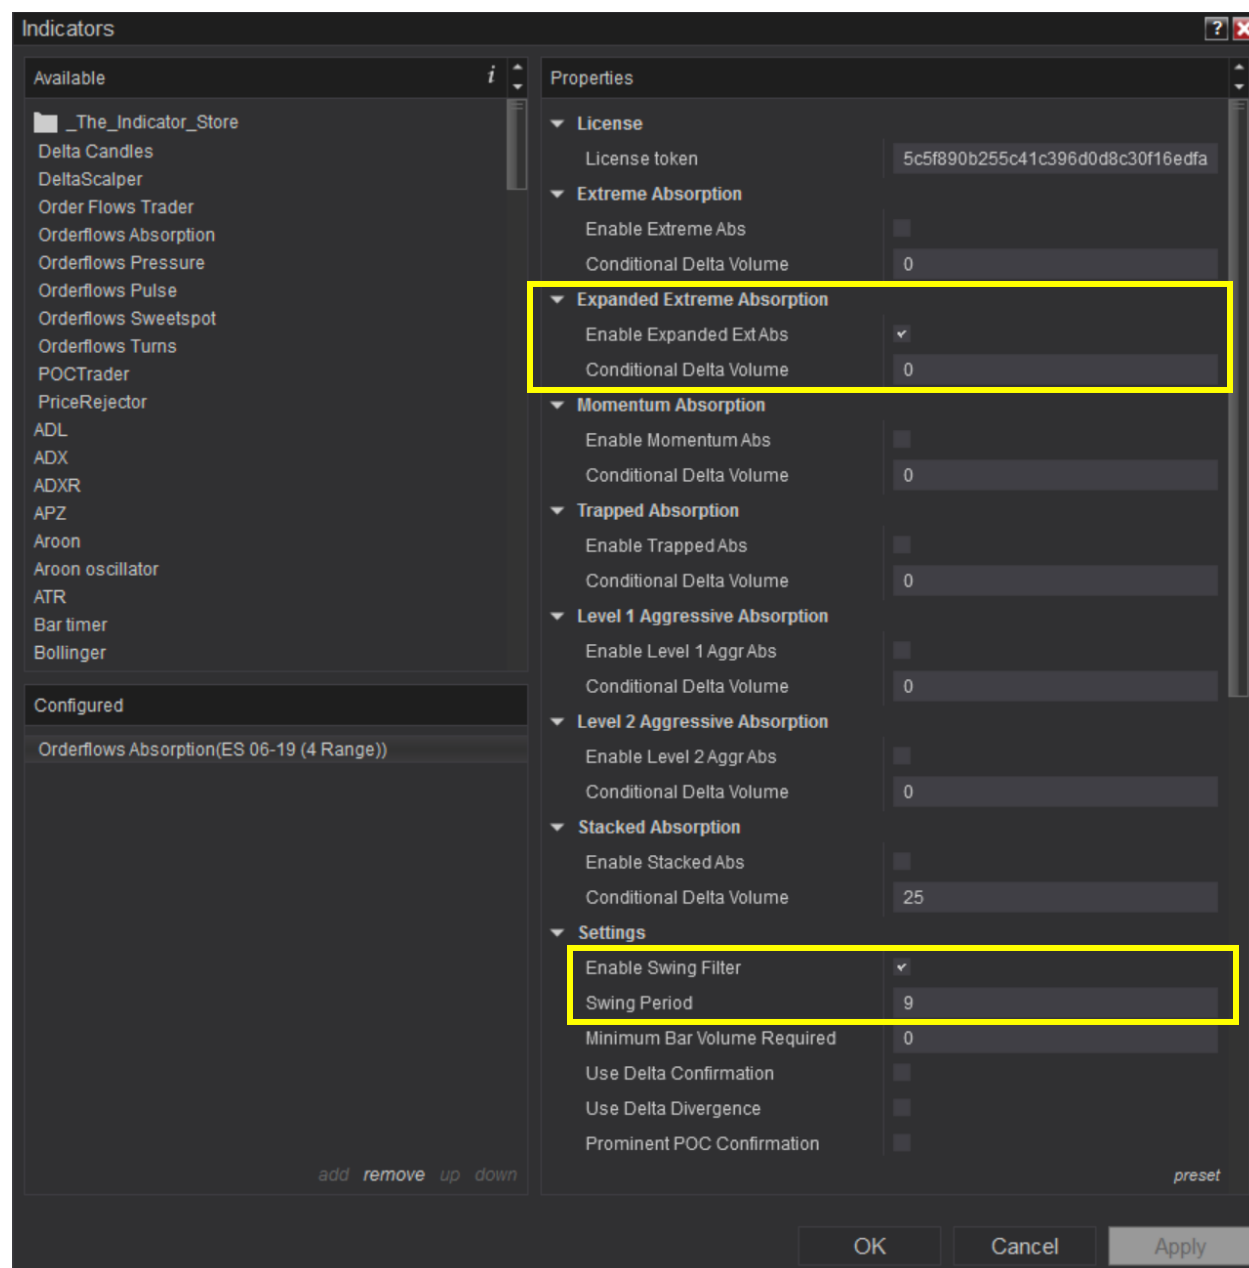 Indicators
?
Available
i
_The_Indicator_Store
Delta Candles
DeltaScalper
Order Flows Trader
Orderflows Absorption
Orderflows Pressure
Orderflows Pulse
Orderflows Sweetspot
Orderflows Turns
POCTrader
PriceRejector
ADL
ADX
ADXR
APZ
Aroon
Aroon oscillator
ATR
Bar timer
Bollinger
Configured
Orderflows Absorption(ES 06-19 (4 Range))
add remove up down
Properties
License
License token 5c5f890b255c41c396d0d8c30f16edfa
Extreme Absorption
Enable Extreme Abs
Conditional Delta Volume 0
Expanded Extreme Absorption
Enable Expanded Ext Abs
Conditional Delta Volume 0
Momentum Absorption
Enable Momentum Abs
Conditional Delta Volume 0
Trapped Absorption
Enable Trapped Abs
Conditional Delta Volume 0
Level 1 Aggressive Absorption
Enable Level 1 Aggr Abs
Conditional Delta Volume 0
Level 2 Aggressive Absorption
Enable Level 2 Aggr Abs
Conditional Delta Volume 0
Stacked Absorption
Enable Stacked Abs
Conditional Delta Volume 25
Settings
Enable Swing Filter
Swing Period 9
Minimum Bar Volume Required 0
Use Delta Confirmation
Use Delta Divergence
Prominent POC Confirmation
preset
OK Cancel Apply